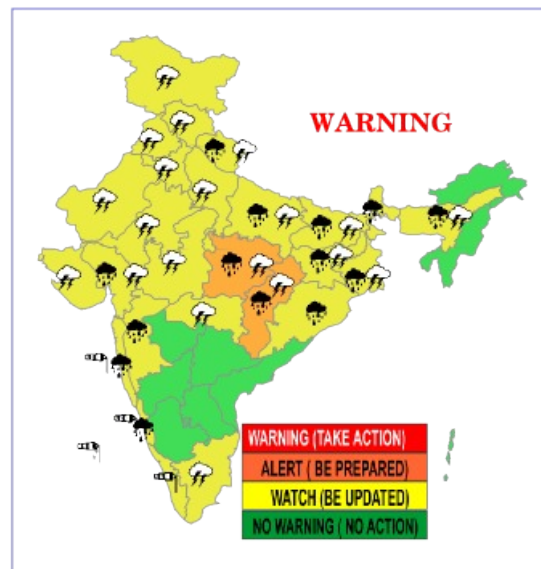 WARNING
WARNING (TAKE ACTION)
ALERT ( BE PREPARED)
WATCH (BE UPDATED)
NO WARNING ( NO ACTION)